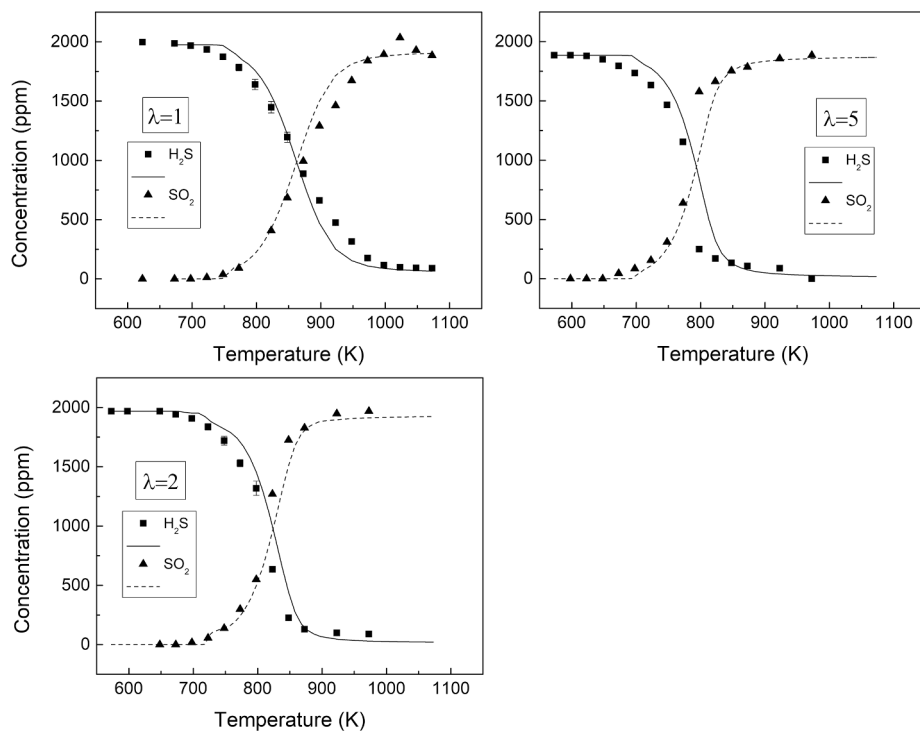 2000
1500
1000
500
0
Concentration (ppm)
λ=1
H₂S
SO₂
600 700 800 900 1000 1100
Temperature (K)
2000
1500
1000
500
0
Concentration (ppm)
λ=5
H₂S
SO₂
600 700 800 900 1000 1100
Temperature (K)
2000
1500
1000
500
0
Concentration (ppm)
λ=2
H₂S
SO₂
600 700 800 900 1000 1100
Temperature (K)